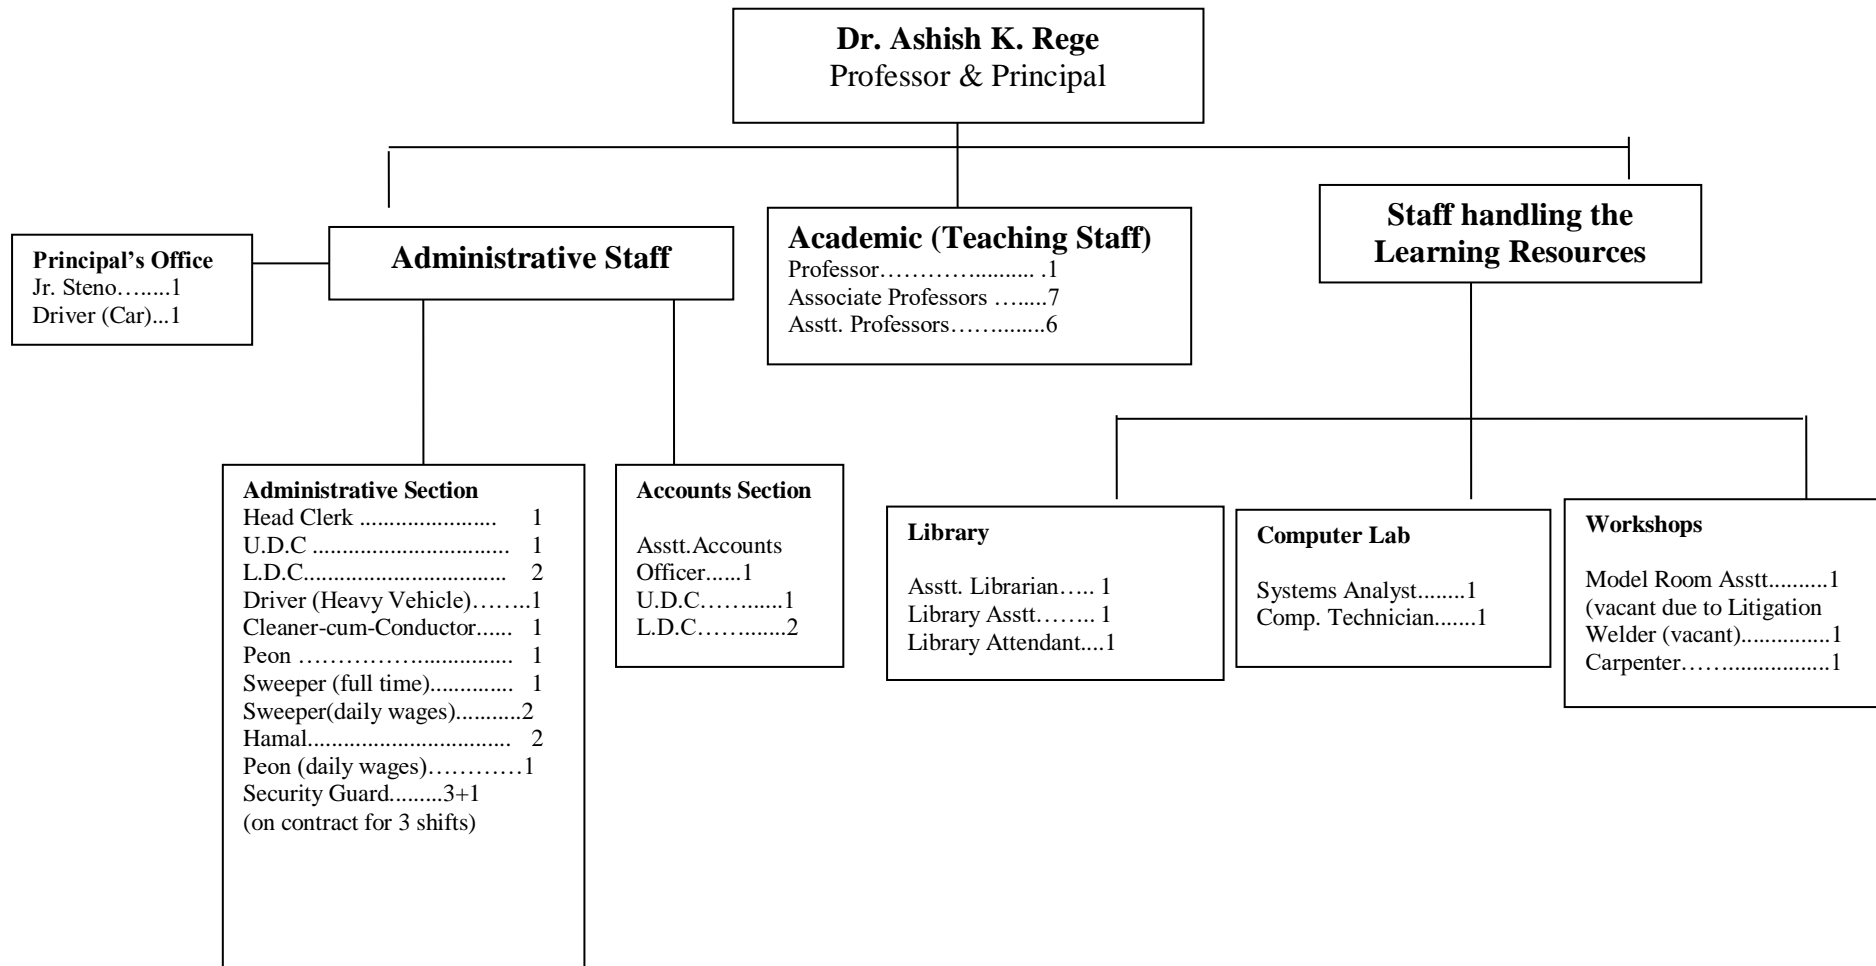 Dr. Ashish K. Rege
Professor & Principal
Principal's Office
Jr. Steno….....1
Driver (Car)...1
Administrative Staff
Academic (Teaching Staff)
Professor………….......... .1
Associate Professors ….....7
Asstt. Professors…….........6
Staff handling the
Learning Resources
Administrative Section
Head Clerk ....................... 1
U.D.C ................................. 1
L.D.C.................................. 2
Driver (Heavy Vehicle)……..1
Cleaner-cum-Conductor...... 1
Peon ……………................ 1
Sweeper (full time).............. 1
Sweeper(daily wages)...........2
Hamal.................................. 2
Peon (daily wages)…………1
Security Guard.........3+1
(on contract for 3 shifts)
Accounts Section
Asstt.Accounts
Officer......1
U.D.C…….......1
L.D.C……........2
Library
Asstt. Librarian….. 1
Library Asstt.…….. 1
Library Attendant....1
Computer Lab
Systems Analyst........1
Comp. Technician.......1
Workshops
Model Room Asstt..........1
(vacant due to Litigation
Welder (vacant)...............1
Carpenter……..................1